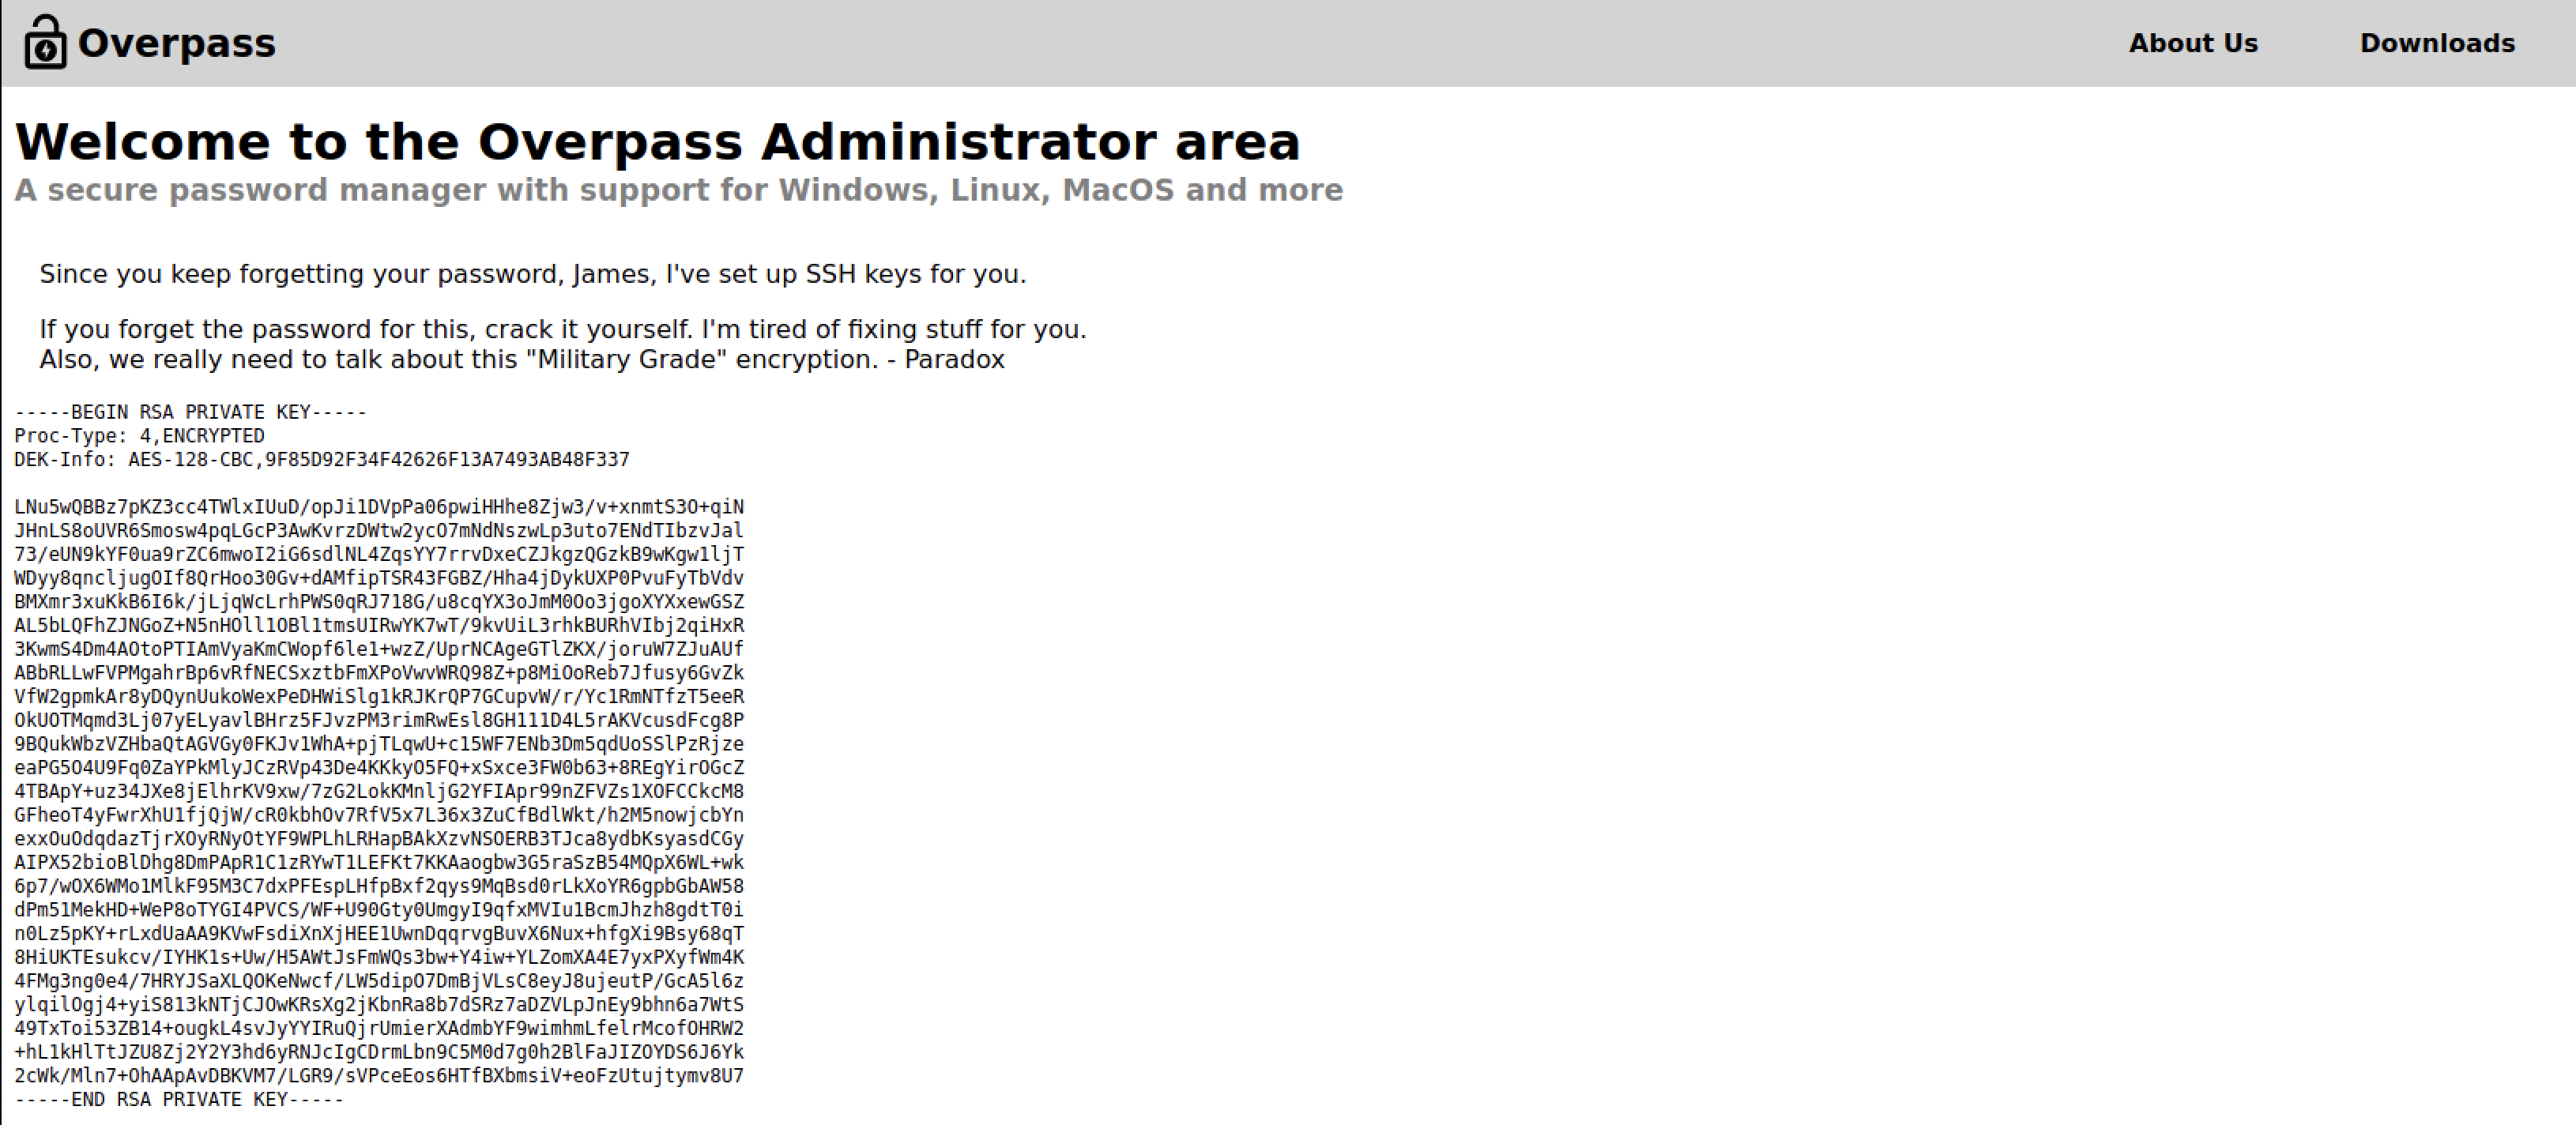 Overpass
About Us
Downloads
Welcome to the Overpass Administrator area
A secure password manager with support for Windows, Linux, MacOS and more
Since you keep forgetting your password, James, I've set up SSH keys for you.
If you forget the password for this, crack it yourself. I'm tired of fixing stuff for you.
Also, we really need to talk about this "Military Grade" encryption. - Paradox
-----BEGIN RSA PRIVATE KEY-----
Proc-Type: 4,ENCRYPTED
DEK-Info: AES-128-CBC,9F85D92F34F42626F13A7493AB48F337

LNu5wQBBz7pKZ3cc4TWlxIUuD/opJi1DVpPa06pwiHHhe8Zjw3/v+xnmtS3O+qiN
JHnLS8oUVR6Smosw4pqLGcP3AwKvrzDWtw2ycO7mNdNszwLp3uto7ENdTIbzvJal
73/eUN9kYF0ua9rZC6mwoI2iG6sdlNL4ZqsYY7rrvDxeCZJkgzQGzkB9wKgw1ljT
WDyy8qncljugOIf8QrHoo30Gv+dAMfipTSR43FGBZ/Hha4jDykUXP0PvuFyTbVdv
BMXmr3xuKkB6I6k/jLjqWcLrhPWS0qRJ718G/u8cqYX3oJmM0Oo3jgoXYXxewGSZ
AL5bLQFhZJNGoZ+N5nHOll1OBl1tmsUIRwYK7wT/9kvUiL3rhkBURhVIbj2qiHxR
3KwmS4Dm4AOtoPTIAmVyaKmCWopf6le1+wzZ/UprNCAgeGTlZKX/joruW7ZJuAUf
ABbRLLwFVPMgahrBp6vRfNECSxztbFmXPoVwvWRQ98Z+p8MiOoReb7Jfusy6GvZk
VfW2gpmkAr8yDQynUukoWexPeDHWiSlg1kRJKrQP7GCupvW/r/Yc1RmNTfzT5eeR
OkUOTMqmd3Lj07yELyavlBHrz5FJvzPM3rimRwEsl8GH111D4L5rAKVcusdFcg8P
9BQukWbzVZHbaQtAGVGy0FKJv1WhA+pjTLqwU+c15WF7ENb3Dm5qdUoSSlPzRjze
eaPG5O4U9Fq0ZaYPkMlyJCzRVp43De4KKkyO5FQ+xSxce3FW0b63+8REgYirOGcZ
4TBApY+uz34JXe8jElhrKV9xw/7zG2LokKMnljG2YFIApr99nZFVZs1XOFCCkcM8
GFheoT4yFwrXhU1fjQjW/cR0kbhOv7RfV5x7L36x3ZuCfBdlWkt/h2M5nowjcbYn
exxOuOdqdazTjrXOyRNyOtYF9WPLhLRHapBAkXzvNSOERB3TJca8ydbKsyasdCGy
AIPX52bioBlDhg8DmPApR1C1zRYwT1LEFKt7KKAaogbw3G5raSzB54MQpX6WL+wk
6p7/wOX6WMo1MlkF95M3C7dxPFEspLHfpBxf2qys9MqBsd0rLkXoYR6gpbGbAW58
dPm51MekHD+WeP8oTYGI4PVCS/WF+U90Gty0UmgyI9qfxMVIu1BcmJhzh8gdtT0i
n0Lz5pKY+rLxdUaAA9KVwFsdiXnXjHEE1UwnDqqrvgBuvX6Nux+hfgXi9Bsy68qT
8HiUKTEsukcv/IYHK1s+Uw/H5AWtJsFmWQs3bw+Y4iw+YLZomXA4E7yxPXyfWm4K
4FMg3ng0e4/7HRYJSaXLQOKeNwcf/LW5dipO7DmBjVLsC8eyJ8ujeutP/GcA5l6z
ylqilOgj4+yiS813kNTjCJOwKRsXg2jKbnRa8b7dSRz7aDZVLpJnEy9bhn6a7WtS
49TxToi53ZB14+ougkL4svJyYYIRuQjrUmierXAdmbYF9wimhmLfelrMcofOHRW2
+hL1kHlTtJZU8Zj2Y2Y3hd6yRNJcIgCDrmLbn9C5M0d7g0h2BlFaJIZOYDS6J6Yk
2cWk/Mln7+OhAApAvDBKVM7/LGR9/sVPceEos6HTfBXbmsiV+eoFzUtujtymv8U7
-----END RSA PRIVATE KEY-----